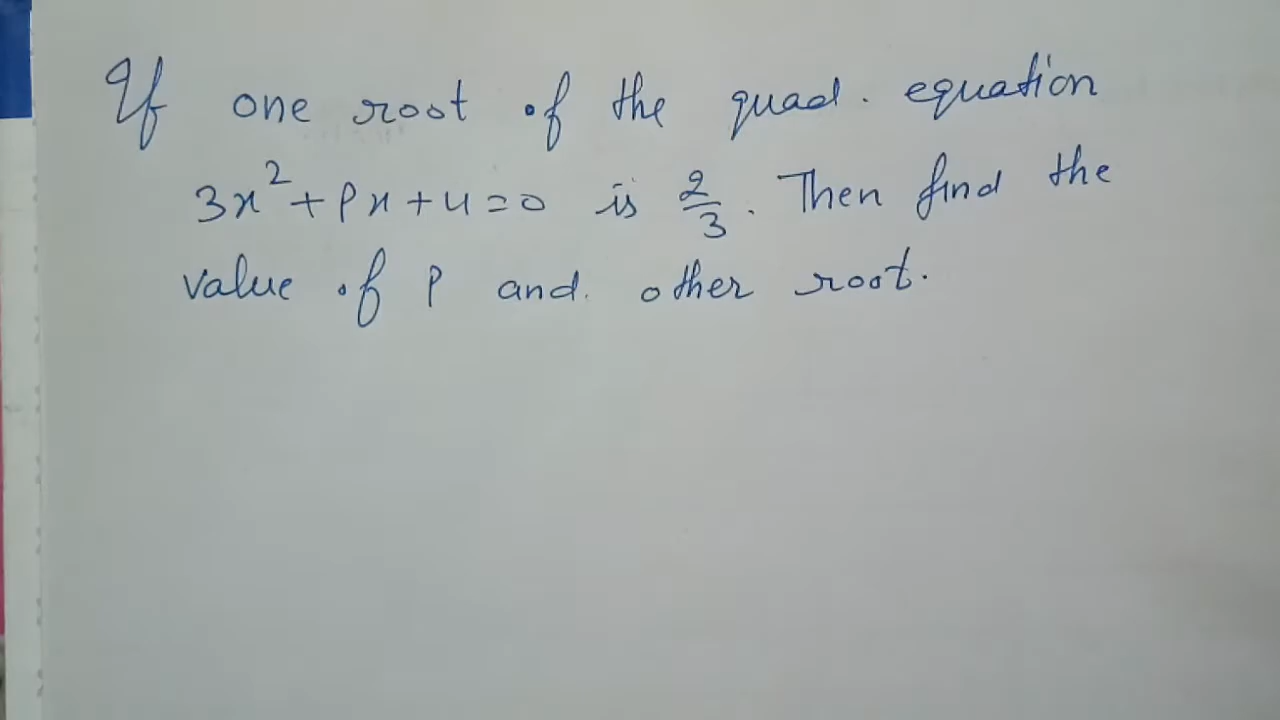 If one root of the quad. equation
3x²+px+4=0 is 2/3. Then find the
value of p and other root.